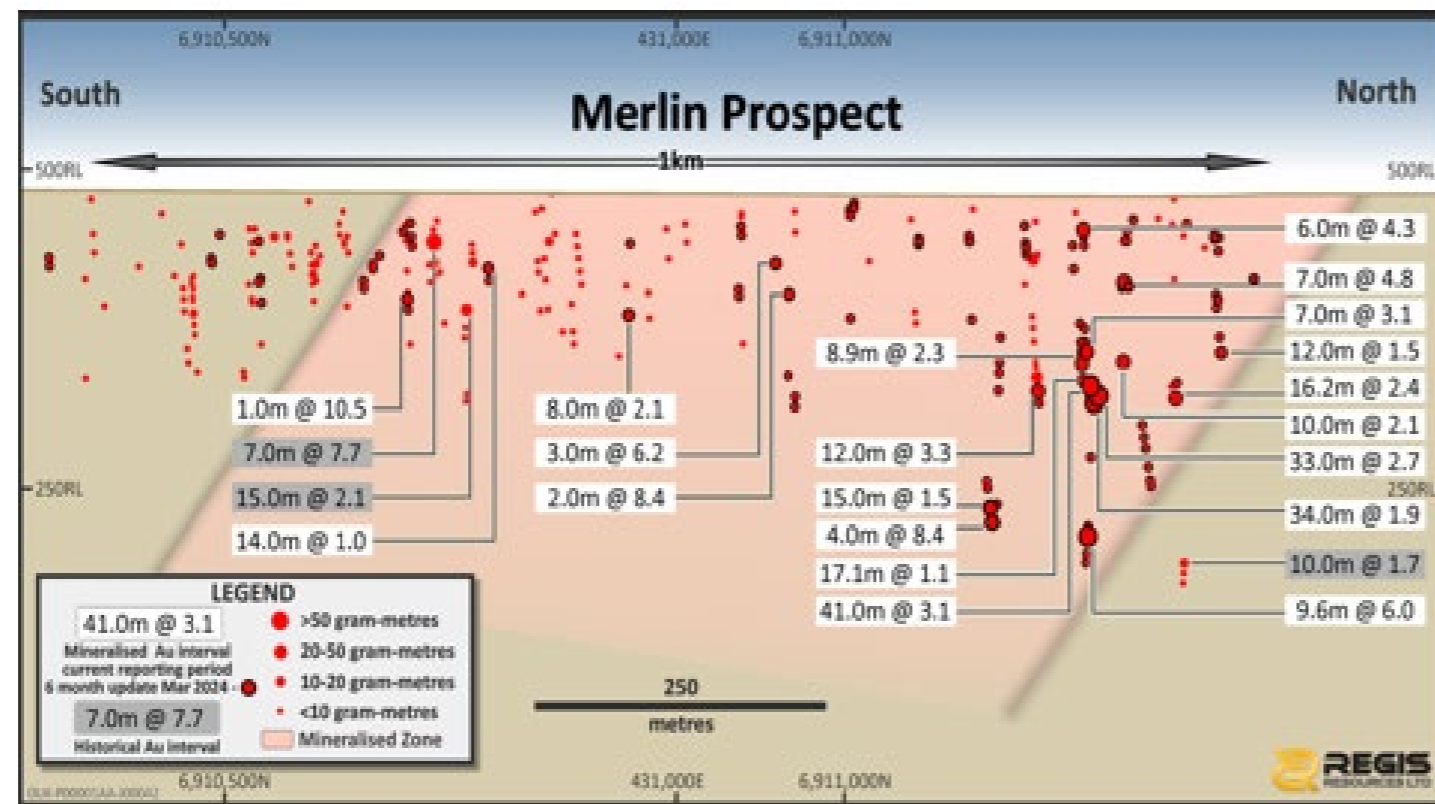 6,910,500N 431,000E 6,911,000N
South North
Merlin Prospect
1km
500RL 500RL
6.0m @ 4.3
7.0m @ 4.8
7.0m @ 3.1
8.9m @ 2.3
12.0m @ 1.5
16.2m @ 2.4
1.0m @ 10.5
8.0m @ 2.1
10.0m @ 2.1
7.0m @ 7.7
3.0m @ 6.2
12.0m @ 3.3
33.0m @ 2.7
250RL 250RL
15.0m @ 2.1
2.0m @ 8.4
15.0m @ 1.5
34.0m @ 1.9
14.0m @ 1.0
4.0m @ 8.4
17.1m @ 1.1
10.0m @ 1.7
41.0m @ 3.1
9.6m @ 6.0
LEGEND
41.0m @ 3.1
Mineralised Au interval
current reporting period
6 month update Mar 2024 -
7.0m @ 7.7
Historical Au interval
>50 gram-metres
20-50 gram-metres
10-20 gram-metres
<10 gram-metres
Mineralised Zone
250
metres
REGIS
RESOURCES LTD
6,910,500N 431,000E 6,911,000N